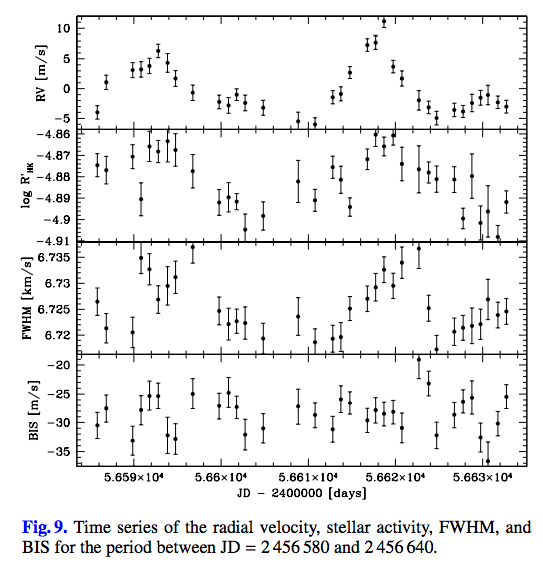 10
5
0
−5
RV [m/s]
−4.86
−4.87
−4.88
−4.89
−4.9
−4.91
log R'HK
6.735
6.73
6.725
6.72
FWHM [km/s]
−20
−25
−30
−35
BIS [m/s]
5.659×10⁴ 5.66×10⁴ 5.661×10⁴ 5.662×10⁴ 5.663×10⁴
JD − 2400000 [days]
Fig. 9. Time series of the radial velocity, stellar activity, FWHM, and
BIS for the period between JD = 2 456 580 and 2 456 640.